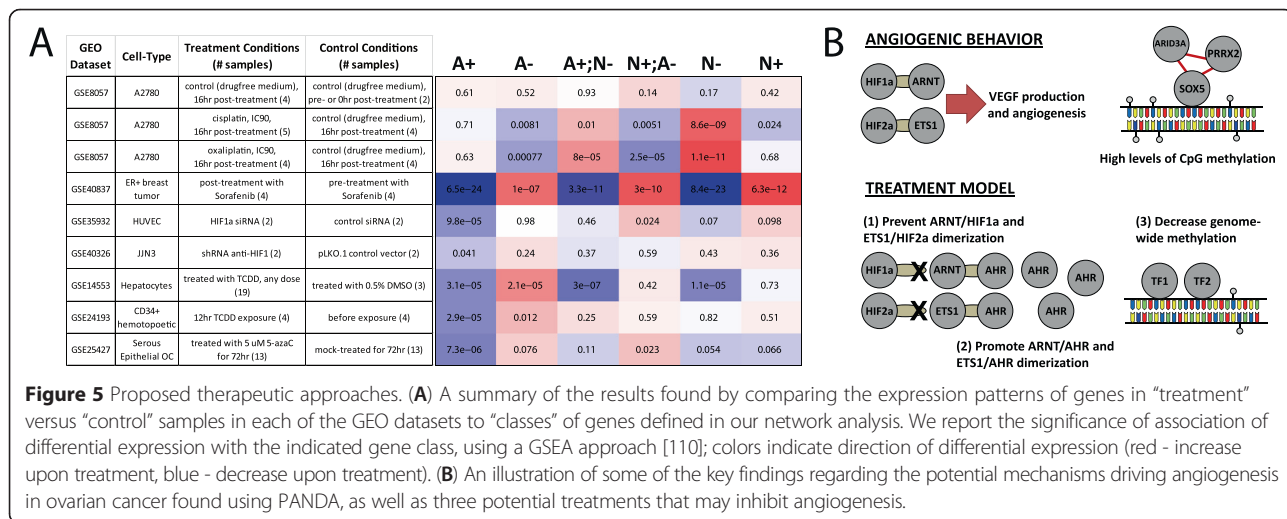 A
GEO Dataset Cell-Type Treatment Conditions (# samples) Control Conditions (# samples) A+ A- A+;N- N+;A- N- N+
GSE8057 A2780 control (drugfree medium), 16hr post-treatment (4) control (drugfree medium), pre- or 0hr post-treatment (2) 0.61 0.52 0.93 0.14 0.17 0.42
GSE8057 A2780 cisplatin, IC90, 16hr post-treatment (5) control (drugfree medium), 16hr post-treatment (4) 0.71 0.0081 0.01 0.0051 8.6e−09 0.024
GSE8057 A2780 oxaliplatin, IC90, 16hr post-treatment (4) control (drugfree medium), 16hr post-treatment (4) 0.63 0.00077 8e−05 2.5e−05 1.1e−11 0.68
GSE40837 ER+ breast tumor post-treatment with Sorafenib (4) pre-treatment with Sorafenib (4) 6.5e−24 1e−07 3.3e−11 3e−10 8.4e−23 6.3e−12
GSE35932 HUVEC HIF1a siRNA (2) control siRNA (2) 9.8e−05 0.98 0.46 0.024 0.07 0.098
GSE40326 JJN3 shRNA anti-HIF1 (2) pLKO.1 control vector (2) 0.041 0.24 0.37 0.59 0.43 0.36
GSE14553 Hepatocytes treated with TCDD, any dose (19) treated with 0.5% DMSO (3) 3.1e−05 2.1e−05 3e−07 0.42 1.1e−05 0.73
GSE24193 CD34+ hemotopoetic 12hr TCDD exposure (4) before exposure (4) 2.9e−05 0.012 0.25 0.59 0.82 0.51
GSE25427 Serous Epithelial OC treated with 5 uM 5-azaC for 72hr (13) mock-treated for 72hr (13) 7.3e−06 0.076 0.11 0.023 0.054 0.066
B
ANGIOGENIC BEHAVIOR
HIF1a ARNT
HIF2a ETS1
VEGF production
and angiogenesis
ARID3A PRRX2
SOX5
High levels of CpG methylation
TREATMENT MODEL
(1) Prevent ARNT/HIF1a and
ETS1/HIF2a dimerization
HIF1a X ARNT AHR AHR AHR
HIF2a X ETS1 AHR AHR
(2) Promote ARNT/AHR and
ETS1/AHR dimerization
(3) Decrease genome-
wide methylation
TF1 TF2
Figure 5 Proposed therapeutic approaches. (A) A summary of the results found by comparing the expression patterns of genes in “treatment”
versus “control” samples in each of the GEO datasets to “classes” of genes defined in our network analysis. We report the significance of association of
differential expression with the indicated gene class, using a GSEA approach [110]; colors indicate direction of differential expression (red - increase
upon treatment, blue - decrease upon treatment). (B) An illustration of some of the key findings regarding the potential mechanisms driving angiogenesis
in ovarian cancer found using PANDA, as well as three potential treatments that may inhibit angiogenesis.